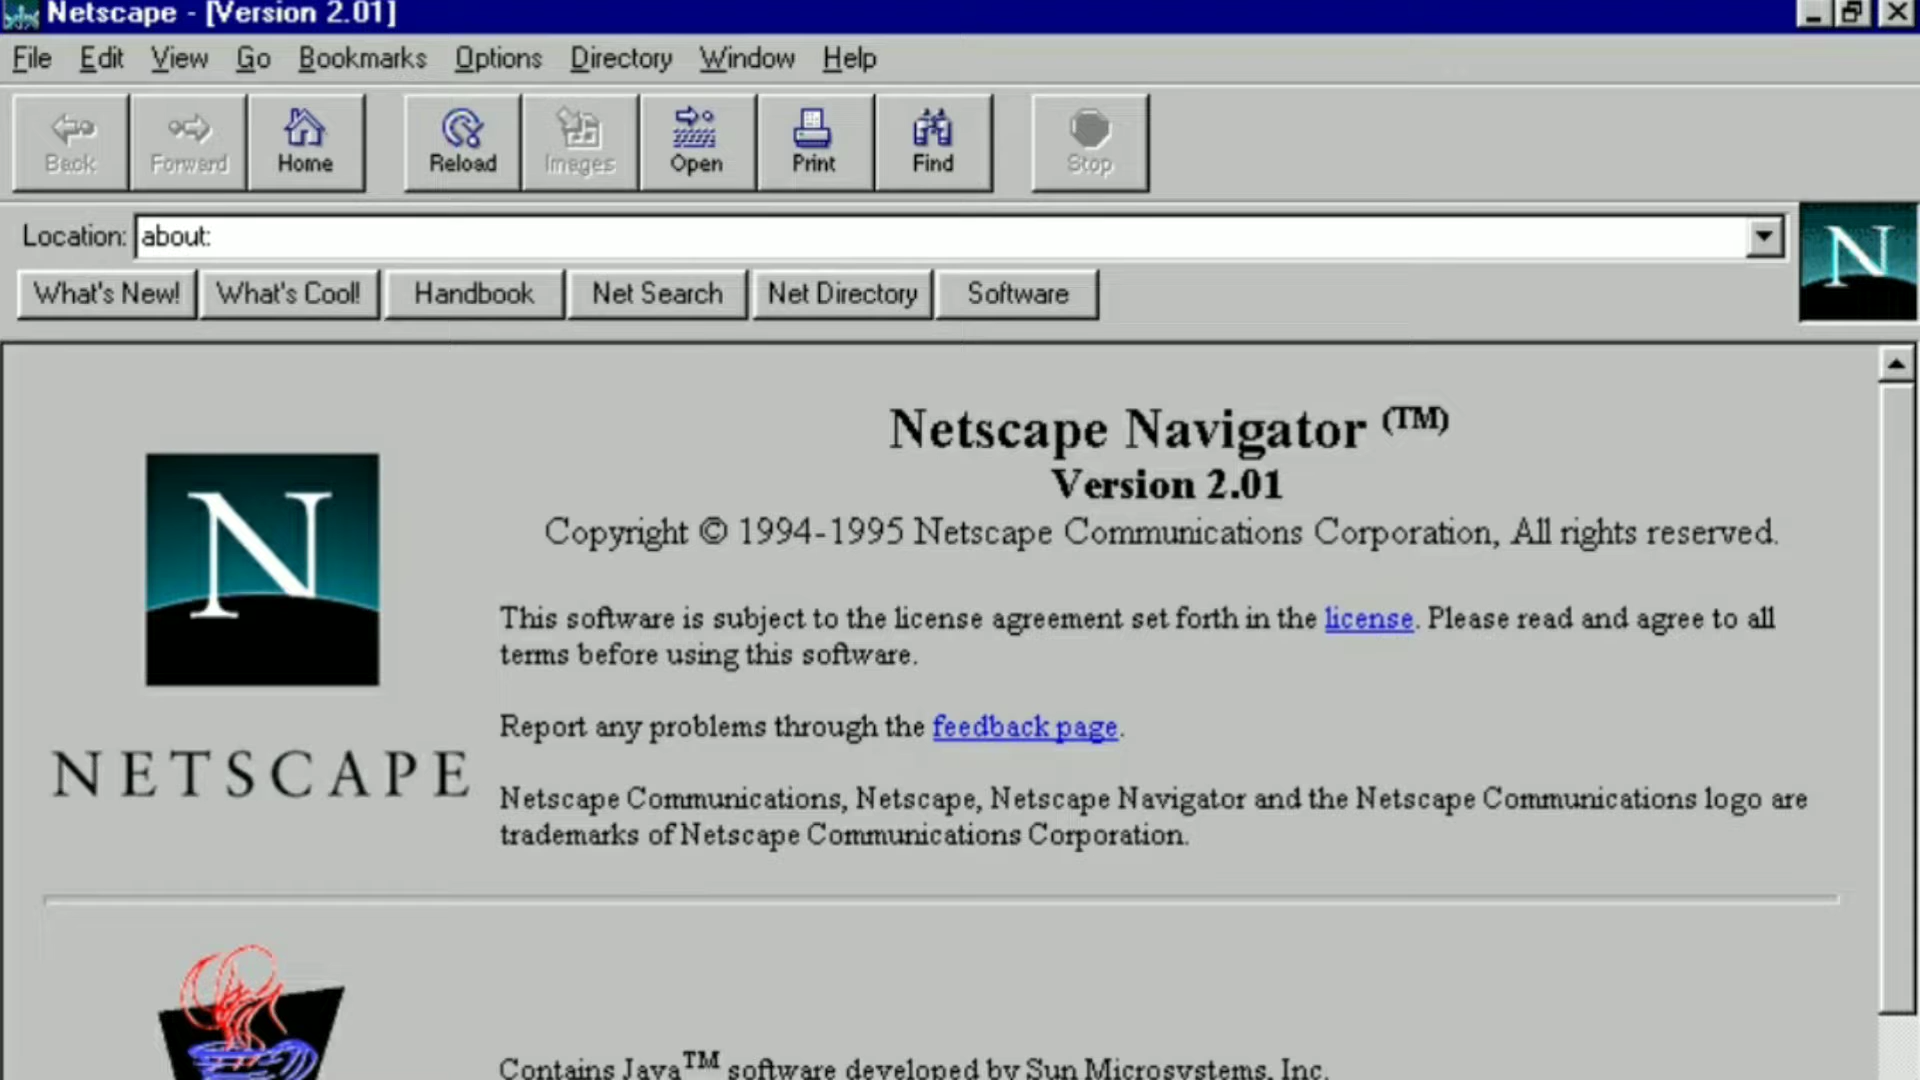 Netscape - [Version 2.01]
File Edit View Go Bookmarks Options Directory Window Help
Back Forward Home Reload Images Open Print Find Stop
Location: about:
N
What's New! What's Cool! Handbook Net Search Net Directory Software
Netscape Navigator (TM)
Version 2.01
Copyright © 1994-1995 Netscape Communications Corporation, All rights reserved.
N
NETSCAPE
This software is subject to the license agreement set forth in the license. Please read and agree to all
terms before using this software.
Report any problems through the feedback page.
Netscape Communications, Netscape, Netscape Navigator and the Netscape Communications logo are
trademarks of Netscape Communications Corporation.
Contains Java™ software developed by Sun Microsystems, Inc.